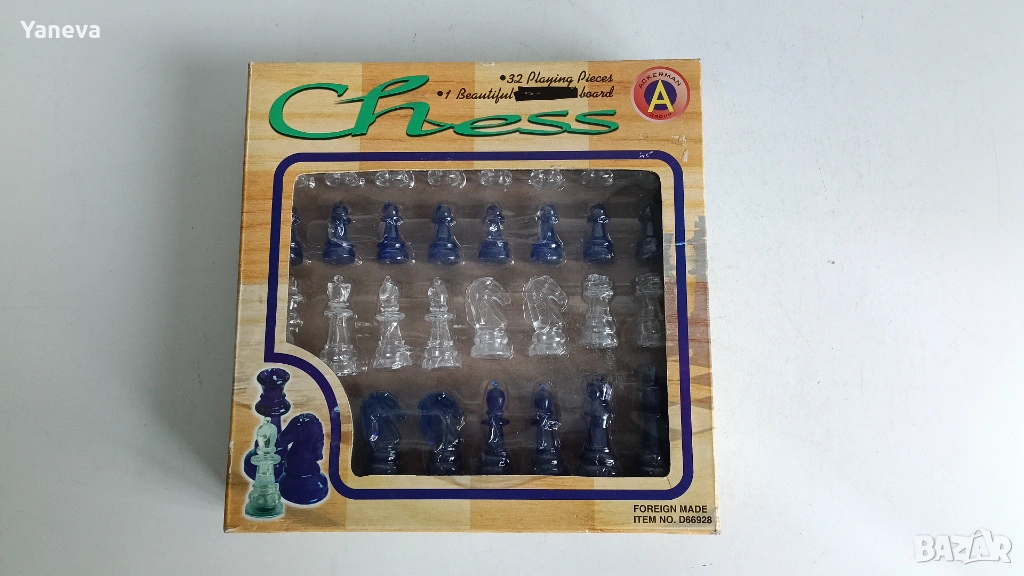 Yaneva
•32 Playing Pieces
•1 Beautiful board
Chess
ACKERMAN
A
GROUP
FOREIGN MADE
ITEM NO. D66928
BAZAR